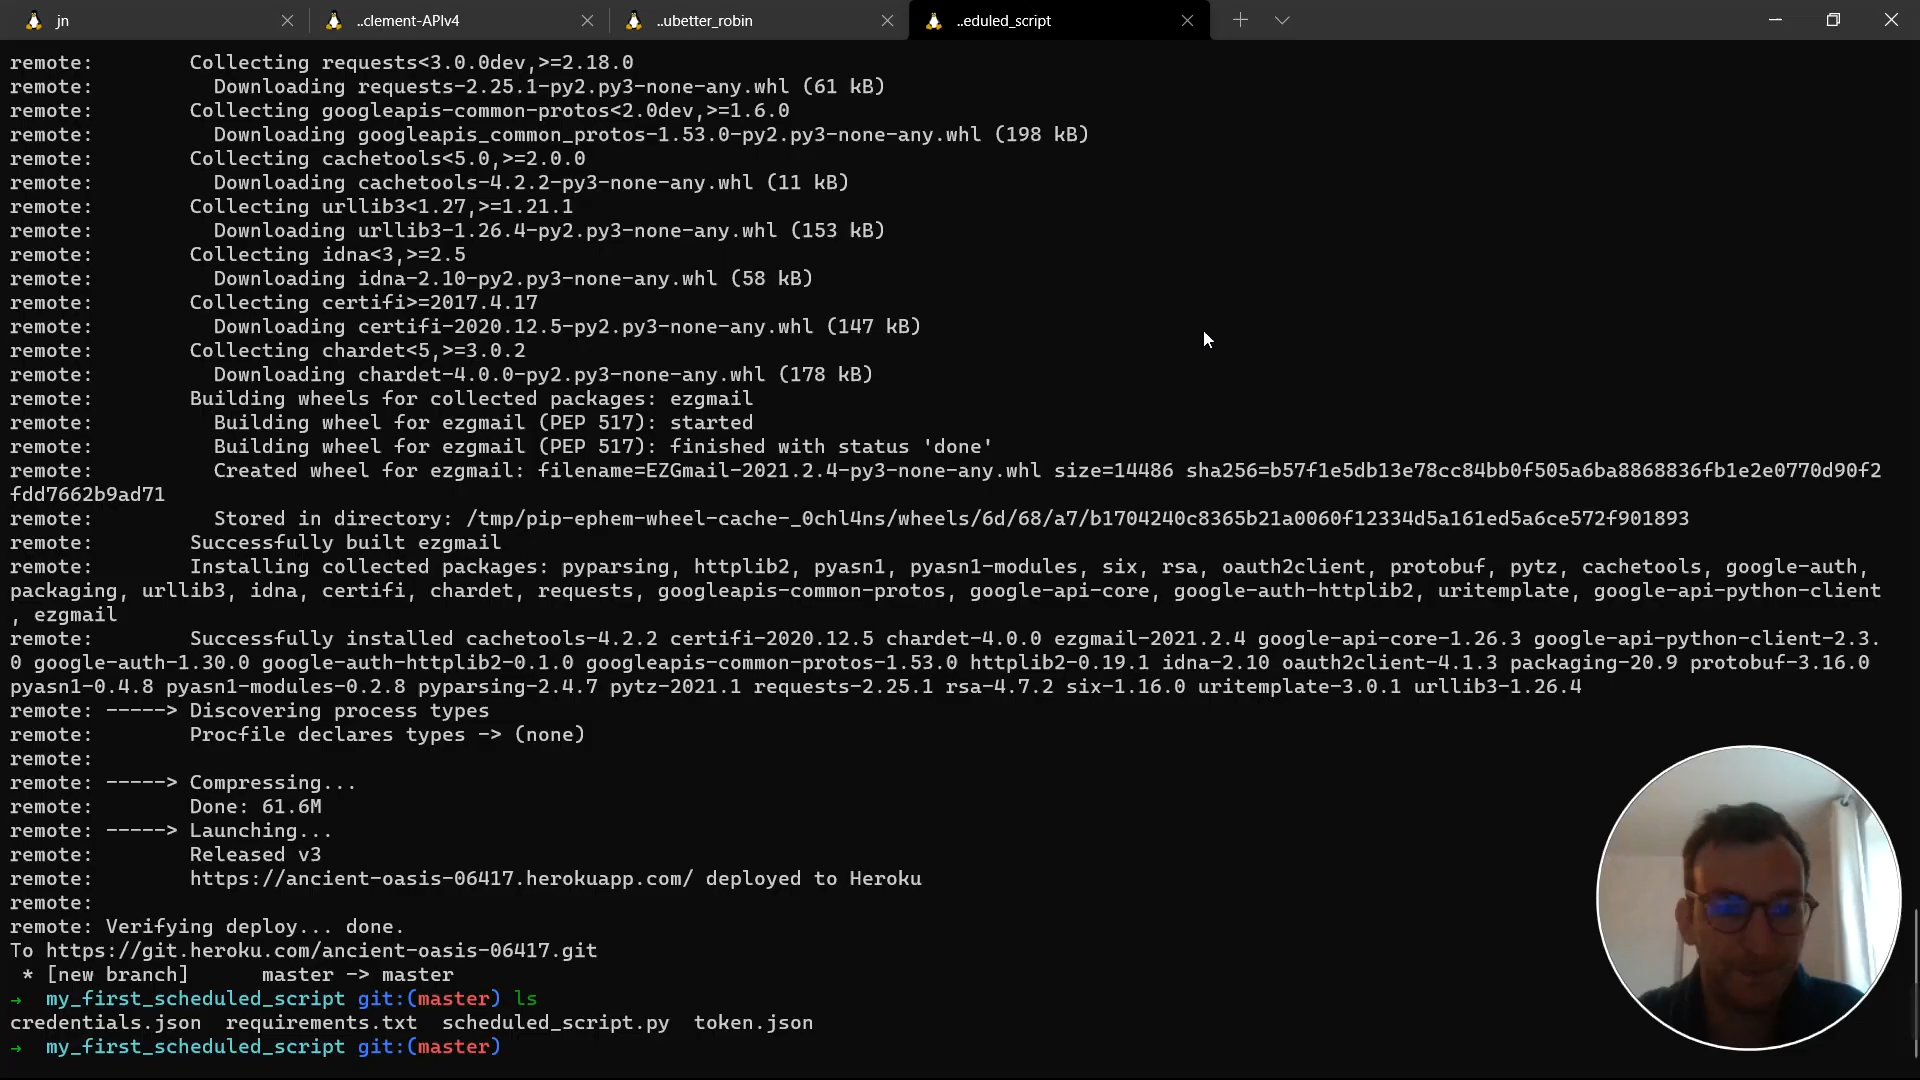 jn
..clement-APIv4
..ubetter_robin
..eduled_script
remote:        Collecting requests<3.0.0dev,>=2.18.0
remote:          Downloading requests-2.25.1-py2.py3-none-any.whl (61 kB)
remote:        Collecting googleapis-common-protos<2.0dev,>=1.6.0
remote:          Downloading googleapis_common_protos-1.53.0-py2.py3-none-any.whl (198 kB)
remote:        Collecting cachetools<5.0,>=2.0.0
remote:          Downloading cachetools-4.2.2-py3-none-any.whl (11 kB)
remote:        Collecting urllib3<1.27,>=1.21.1
remote:          Downloading urllib3-1.26.4-py2.py3-none-any.whl (153 kB)
remote:        Collecting idna<3,>=2.5
remote:          Downloading idna-2.10-py2.py3-none-any.whl (58 kB)
remote:        Collecting certifi>=2017.4.17
remote:          Downloading certifi-2020.12.5-py2.py3-none-any.whl (147 kB)
remote:        Collecting chardet<5,>=3.0.2
remote:          Downloading chardet-4.0.0-py2.py3-none-any.whl (178 kB)
remote:        Building wheels for collected packages: ezgmail
remote:          Building wheel for ezgmail (PEP 517): started
remote:          Building wheel for ezgmail (PEP 517): finished with status 'done'
remote:          Created wheel for ezgmail: filename=EZGmail-2021.2.4-py3-none-any.whl size=14486 sha256=b57f1e5db13e78cc84bb0f505a6ba8868836fb1e2e0770d90f2
fdd7662b9ad71
remote:          Stored in directory: /tmp/pip-ephem-wheel-cache-_0chl4ns/wheels/6d/68/a7/b1704240c8365b21a0060f12334d5a161ed5a6ce572f901893
remote:        Successfully built ezgmail
remote:        Installing collected packages: pyparsing, httplib2, pyasn1, pyasn1-modules, six, rsa, oauth2client, protobuf, pytz, cachetools, google-auth,
packaging, urllib3, idna, certifi, chardet, requests, googleapis-common-protos, google-api-core, google-auth-httplib2, uritemplate, google-api-python-client
, ezgmail
remote:        Successfully installed cachetools-4.2.2 certifi-2020.12.5 chardet-4.0.0 ezgmail-2021.2.4 google-api-core-1.26.3 google-api-python-client-2.3.
0 google-auth-1.30.0 google-auth-httplib2-0.1.0 googleapis-common-protos-1.53.0 httplib2-0.19.1 idna-2.10 oauth2client-4.1.3 packaging-20.9 protobuf-3.16.0
pyasn1-0.4.8 pyasn1-modules-0.2.8 pyparsing-2.4.7 pytz-2021.1 requests-2.25.1 rsa-4.7.2 six-1.16.0 uritemplate-3.0.1 urllib3-1.26.4
remote: -----> Discovering process types
remote:        Procfile declares types -> (none)
remote:
remote: -----> Compressing...
remote:        Done: 61.6M
remote: -----> Launching...
remote:        Released v3
remote:        https://ancient-oasis-06417.herokuapp.com/ deployed to Heroku
remote:
remote: Verifying deploy... done.
To https://git.heroku.com/ancient-oasis-06417.git
 * [new branch]      master -> master
→  my_first_scheduled_script git:(master) ls
credentials.json  requirements.txt  scheduled_script.py  token.json
→  my_first_scheduled_script git:(master)